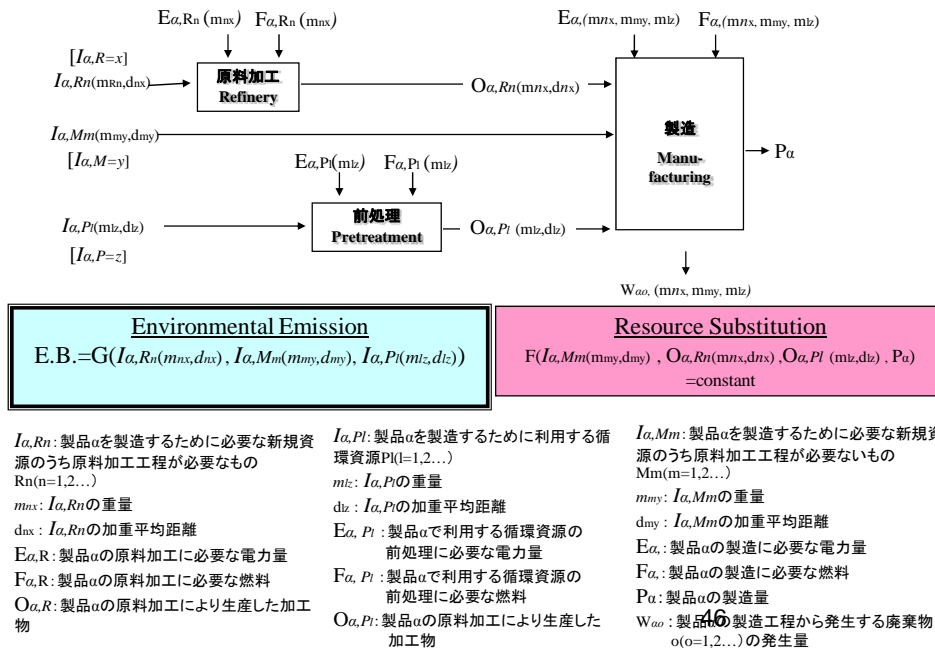 Eα,Rn (mnx) Fα,Rn (mnx)
Eα,(mnx, mmy, mlz) Fα,(mnx, mmy, mlz)
[Iα,R=x]
Iα,Rn(mRn,dnx)
原料加工
Refinery
Oα,Rn(mnx,dnx)
Iα,Mm(mmy,dmy)
[Iα,M=y]
製造
Manu-
facturing
Pα
Eα,Pl(mlz) Fα,Pl (mlz)
Iα,Pl(mlz,dlz)
[Iα,P=z]
前処理
Pretreatment
Oα,Pl (mlz,dlz)
Wαo, (mnx, mmy, mlz)
Environmental Emission
E.B.=G(Iα,Rn(mnx,dnx) , Iα,Mm(mmy,dmy), Iα,Pl(mlz,dlz))
Resource Substitution
F(Iα,Mm(mmy,dmy) , Oα,Rn(mnx,dnx) ,Oα,Pl (mlz,dlz) , Pα)
=constant
Iα,Rn: 製品αを製造するために必要な新規資
源のうち原料加工工程が必要なもの
Rn(n=1,2…)
mnx: Iα,Rnの重量
dnx : Iα,Rnの加重平均距離
Eα,R: 製品αの原料加工に必要な電力量
Fα,R: 製品αの原料加工に必要な燃料
Oα,R: 製品αの原料加工により生産した加工
物
Iα,Pl: 製品αを製造するために利用する循
環資源Pl(l=1,2…)
mlz : Iα,Plの重量
dlz : Iα,Plの加重平均距離
Eα, Pl : 製品αで利用する循環資源の
前処理に必要な電力量
Fα, Pl : 製品αで利用する循環資源の
前処理に必要な燃料
Oα,Pl: 製品αの原料加工により生産した
加工物
Iα,Mm: 製品αを製造するために必要な新規資
源のうち原料加工工程が必要ないもの
Mm(m=1,2…)
mmy : Iα,Mmの重量
dmy : Iα,Mmの加重平均距離
Eα,: 製品αの製造に必要な電力量
Fα,: 製品αの製造に必要な燃料
Pα: 製品αの製造量
46
Wαo : 製品αの製造工程から発生する廃棄物
o(o=1,2…)の発生量